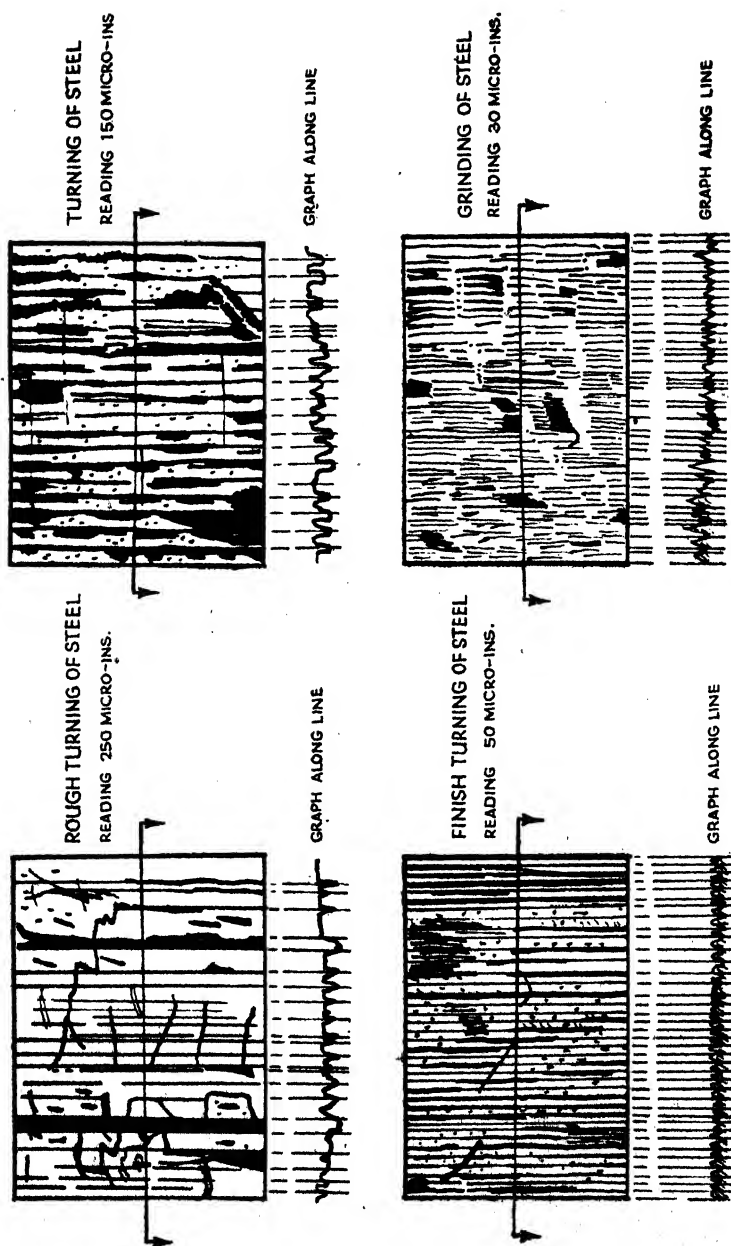 ROUGH TURNING OF STEEL
READING 250 MICRO-INS.
GRAPH ALONG LINE
TURNING OF STEEL
READING 150 MICRO-INS
GRAPH ALONG LINE
FINISH TURNING OF STEEL
READING 50 MICRO-INS.
GRAPH ALONG LINE
GRINDING OF STEEL
READING 30 MICRO-INS.
GRAPH ALONG LINE